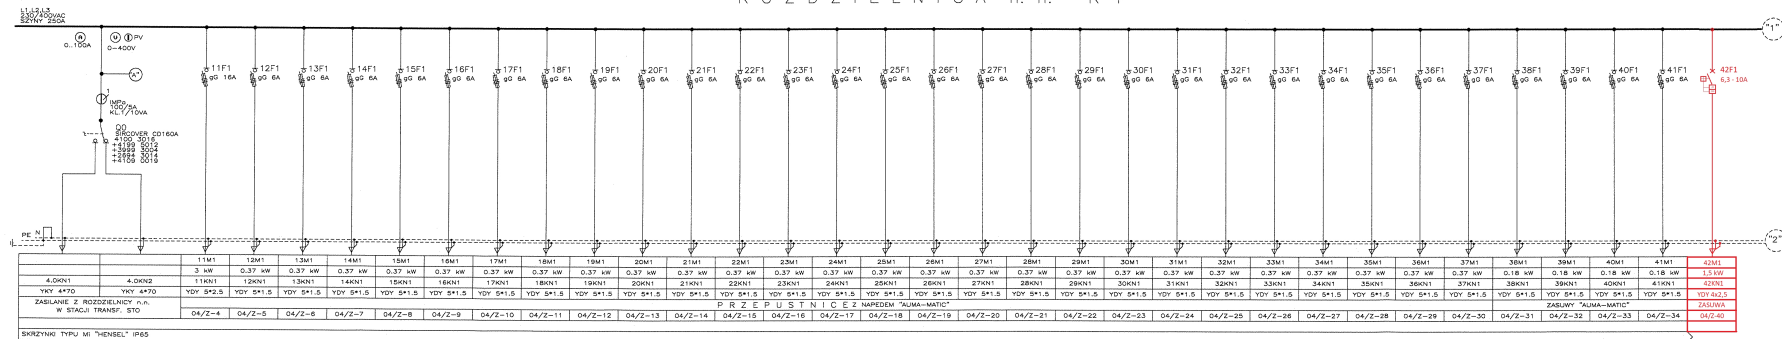 ROZDZIELNICA n.n. R1
L1,L2,L3
230/400VAC
SZYNY 250A
A
0..100A
V
PV
0-400V
"A"
1
IMPa
100/5A
KL.1/10VA
Q0
SIRCOVER CD160A
4100 3016
+4199 5012
+3999 3004
+2694 3014
+4109 0019
PE N
"1"
"2"
11F1 12F1 13F1 14F1 15F1 16F1 17F1 18F1 19F1 20F1 21F1 22F1 23F1 24F1 25F1 26F1 27F1 28F1 29F1 30F1 31F1 32F1 33F1 34F1 35F1 36F1 37F1 38F1 39F1 40F1 41F1 42F1
gG 16A gG 6A gG 6A gG 6A gG 6A gG 6A gG 6A gG 6A gG 6A gG 6A gG 6A gG 6A gG 6A gG 6A gG 6A gG 6A gG 6A gG 6A gG 6A gG 6A gG 6A gG 6A gG 6A gG 6A gG 6A gG 6A gG 6A gG 6A gG 6A gG 6A gG 6A 6,3 - 10A
11M1 12M1 13M1 14M1 15M1 16M1 17M1 18M1 19M1 20M1 21M1 22M1 23M1 24M1 25M1 26M1 27M1 28M1 29M1 30M1 31M1 32M1 33M1 34M1 35M1 36M1 37M1 38M1 39M1 40M1 41M1 42M1
3 kW 0.37 kW 0.37 kW 0.37 kW 0.37 kW 0.37 kW 0.37 kW 0.37 kW 0.37 kW 0.37 kW 0.37 kW 0.37 kW 0.37 kW 0.37 kW 0.37 kW 0.37 kW 0.37 kW 0.37 kW 0.37 kW 0.37 kW 0.37 kW 0.37 kW 0.37 kW 0.37 kW 0.37 kW 0.37 kW 0.37 kW 0.18 kW 0.18 kW 0.18 kW 0.18 kW 1,5 kW
4.0KN1 4.0KN2 11KN1 12KN1 13KN1 14KN1 15KN1 16KN1 17KN1 18KN1 19KN1 20KN1 21KN1 22KN1 23KN1 24KN1 25KN1 26KN1 27KN1 28KN1 29KN1 30KN1 31KN1 32KN1 33KN1 34KN1 35KN1 36KN1 37KN1 38KN1 39KN1 40KN1 41KN1 42KN1
YKY 4*70 YKY 4*70 YDY 5*2.5 YDY 5*1.5 YDY 5*1.5 YDY 5*1.5 YDY 5*1.5 YDY 5*1.5 YDY 5*1.5 YDY 5*1.5 YDY 5*1.5 YDY 5*1.5 YDY 5*1.5 YDY 5*1.5 YDY 5*1.5 YDY 5*1.5 YDY 5*1.5 YDY 5*1.5 YDY 5*1.5 YDY 5*1.5 YDY 5*1.5 YDY 5*1.5 YDY 5*1.5 YDY 5*1.5 YDY 5*1.5 YDY 5*1.5 YDY 5*1.5 YDY 5*1.5 YDY 5*1.5 YDY 5*1.5 YDY 5*1.5 YDY 5*1.5 YDY 5*1.5 YDY 4x2,5
ZASILANIE Z ROZDZIELNICY n.n.
W STACJI TRANSF. STO
PRZEPUSTNICE Z NAPEDEM "AUMA-MATIC" ZASUWY "AUMA-MATIC" ZASUWA
04/Z-4 04/Z-5 04/Z-6 04/Z-7 04/Z-8 04/Z-9 04/Z-10 04/Z-11 04/Z-12 04/Z-13 04/Z-14 04/Z-15 04/Z-16 04/Z-17 04/Z-18 04/Z-19 04/Z-20 04/Z-21 04/Z-22 04/Z-23 04/Z-24 04/Z-25 04/Z-26 04/Z-27 04/Z-28 04/Z-29 04/Z-30 04/Z-31 04/Z-32 04/Z-33 04/Z-34 04/Z-40
SKRZYNKI TYPU Mi "HENSEL" IP65